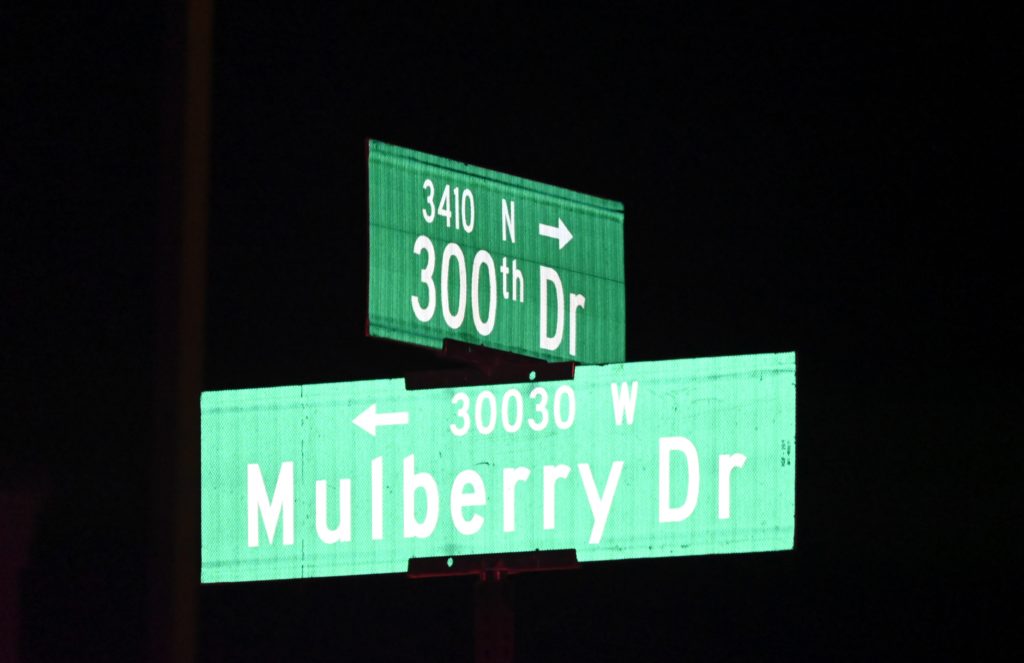 3410 N →
300th Dr
← 30030 W
Mulberry Dr